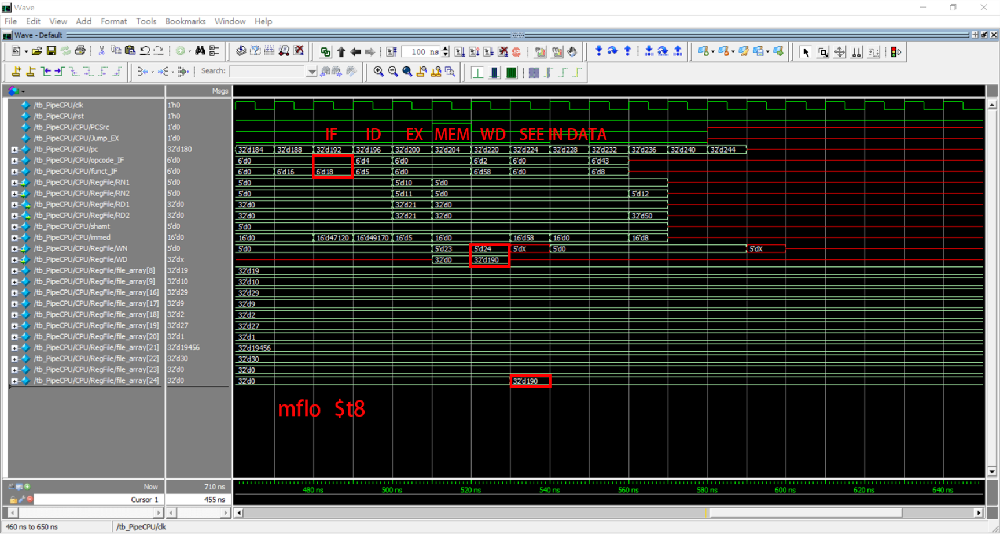 Wave
File Edit View Add Format Tools Bookmarks Window Help
Wave - Default
100 ns
Search:
Msgs
/tb_PipeCPU/clk 1'h0
/tb_PipeCPU/rst 1'h0
/tb_PipeCPU/CPU/PCSrc 1'd0
IF ID EX MEM WD SEE IN DATA
/tb_PipeCPU/CPU/Jump_EX 1'd0
/tb_PipeCPU/CPU/pc 32'd180 32'd184 32'd188 32'd192 32'd196 32'd200 32'd204 32'd220 32'd224 32'd228 32'd232 32'd236 32'd240 32'd244
/tb_PipeCPU/CPU/opcode_IF 6'd0 6'd0 6'd4 6'd0 6'd2 6'd0 6'd43
/tb_PipeCPU/CPU/funct_IF 6'd0 6'd0 6'd16 6'd18 6'd5 6'd0 6'd58 6'd0 6'd8
/tb_PipeCPU/CPU/RegFile/RN1 5'd0 5'd0 5'd10 5'd0
/tb_PipeCPU/CPU/RegFile/RN2 5'd0 5'd0 5'd11 5'd0 5'd12
/tb_PipeCPU/CPU/RegFile/RD1 32'd0 32'd0 32'd21 32'd0
/tb_PipeCPU/CPU/RegFile/RD2 32'd0 32'd0 32'd21 32'd0 32'd50
/tb_PipeCPU/CPU/shamt 5'd0 5'd0
/tb_PipeCPU/CPU/immed 16'd0 16'd0 16'd47120 16'd49170 16'd5 16'd0 16'd58 16'd0 16'd8
/tb_PipeCPU/CPU/RegFile/WN 5'd0 5'd0 5'd23 5'd24 5'dX 5'd0 5'dX
/tb_PipeCPU/CPU/RegFile/WD 32'dx 32'd0 32'd190
/tb_PipeCPU/CPU/RegFile/file_array[8] 32'd19 32'd19
/tb_PipeCPU/CPU/RegFile/file_array[9] 32'd10 32'd10
/tb_PipeCPU/CPU/RegFile/file_array[16] 32'd29 32'd29
/tb_PipeCPU/CPU/RegFile/file_array[17] 32'd9 32'd9
/tb_PipeCPU/CPU/RegFile/file_array[18] 32'd2 32'd2
/tb_PipeCPU/CPU/RegFile/file_array[19] 32'd27 32'd27
/tb_PipeCPU/CPU/RegFile/file_array[20] 32'd1 32'd1
/tb_PipeCPU/CPU/RegFile/file_array[21] 32'd19456 32'd19456
/tb_PipeCPU/CPU/RegFile/file_array[22] 32'd30 32'd30
/tb_PipeCPU/CPU/RegFile/file_array[23] 32'd0 32'd0
/tb_PipeCPU/CPU/RegFile/file_array[24] 32'd0 32'd0 32'd190
mflo $t8
Now 710 ns 480 ns 500 ns 520 ns 540 ns 560 ns 580 ns 600 ns 620 ns 640 ns
Cursor 1 455 ns
460 ns to 650 ns /tb_PipeCPU/clk